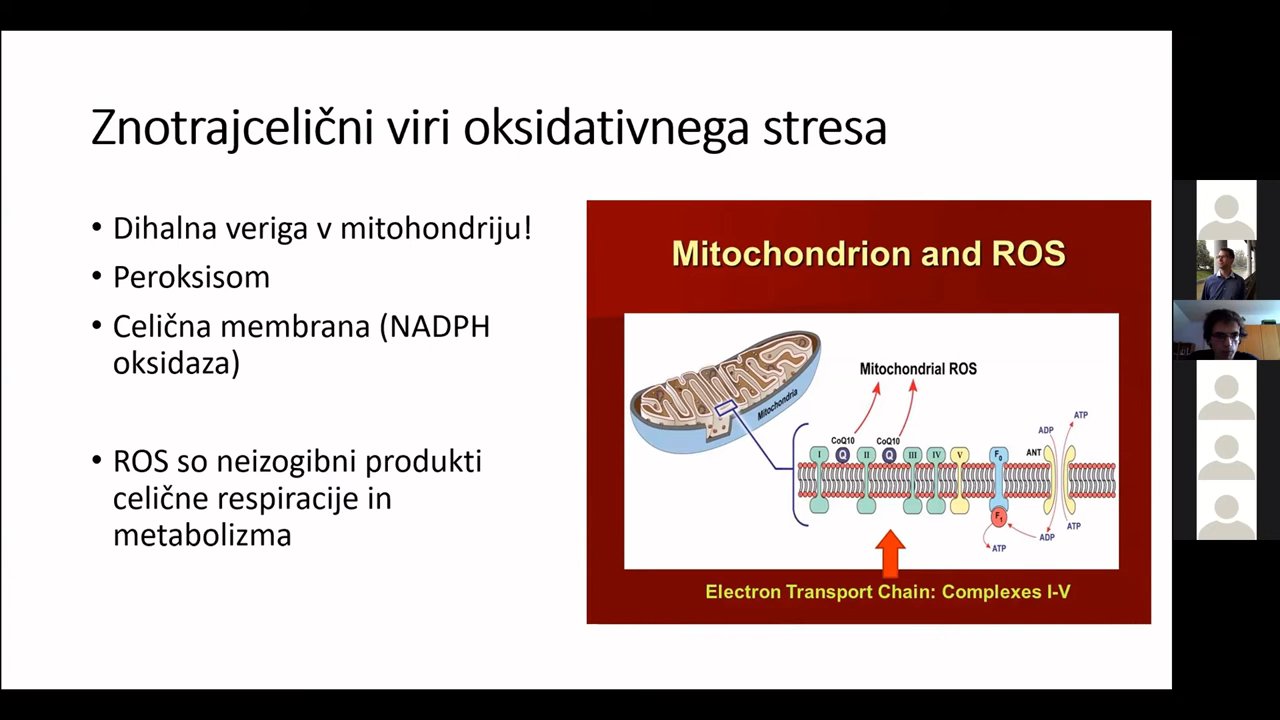 Znotrajcelični viri oksidativnega stresa
• Dihalna veriga v mitohondriju!
• Peroksisom
• Celična membrana (NADPH
oksidaza)
• ROS so neizogibni produkti
celične respiracije in
metabolizma
Mitochondrion and ROS
Mitochondria
Mitochondrial ROS
CoQ10
CoQ10
I
Q
II
Q
III
IV
V
F₀
F₁
ANT
ADP
ATP
ATP
ADP
ATP
Electron Transport Chain: Complexes I-V